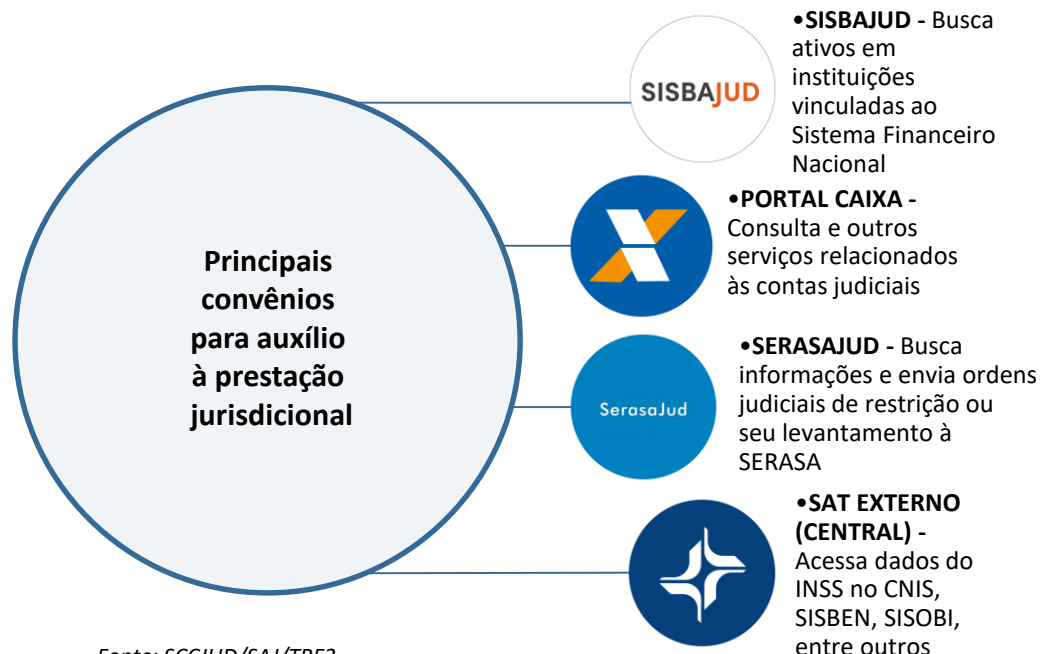 Principais
convênios
para auxílio
à prestação
jurisdicional
SISBAJUD
•SISBAJUD - Busca
ativos em
instituições
vinculadas ao
Sistema Financeiro
Nacional
•PORTAL CAIXA -
Consulta e outros
serviços relacionados
às contas judiciais
SerasaJud
•SERASAJUD - Busca
informações e envia ordens
judiciais de restrição ou
seu levantamento à
SERASA
•SAT EXTERNO
(CENTRAL) -
Acessa dados do
INSS no CNIS,
SISBEN, SISOBI,
entre outros
Fonte: